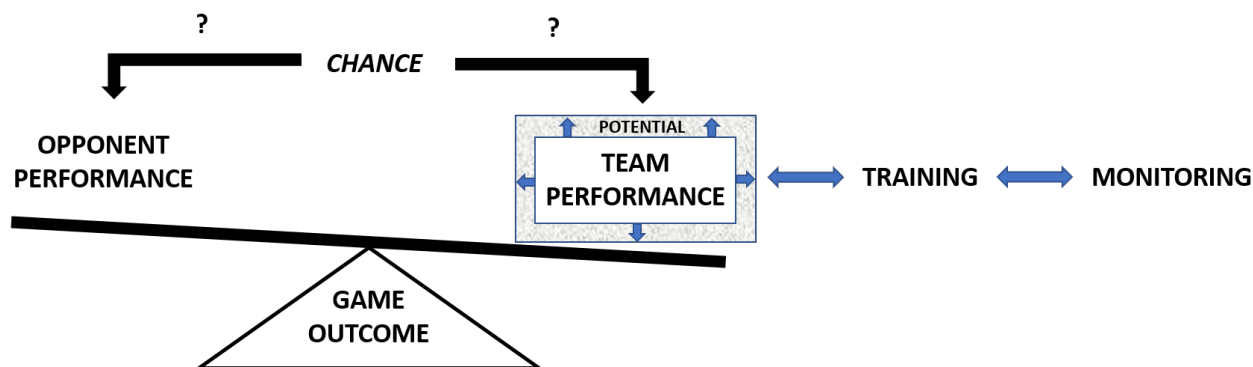 ?
?
CHANCE
OPPONENT
PERFORMANCE
POTENTIAL
TEAM
PERFORMANCE
TRAINING
MONITORING
GAME
OUTCOME